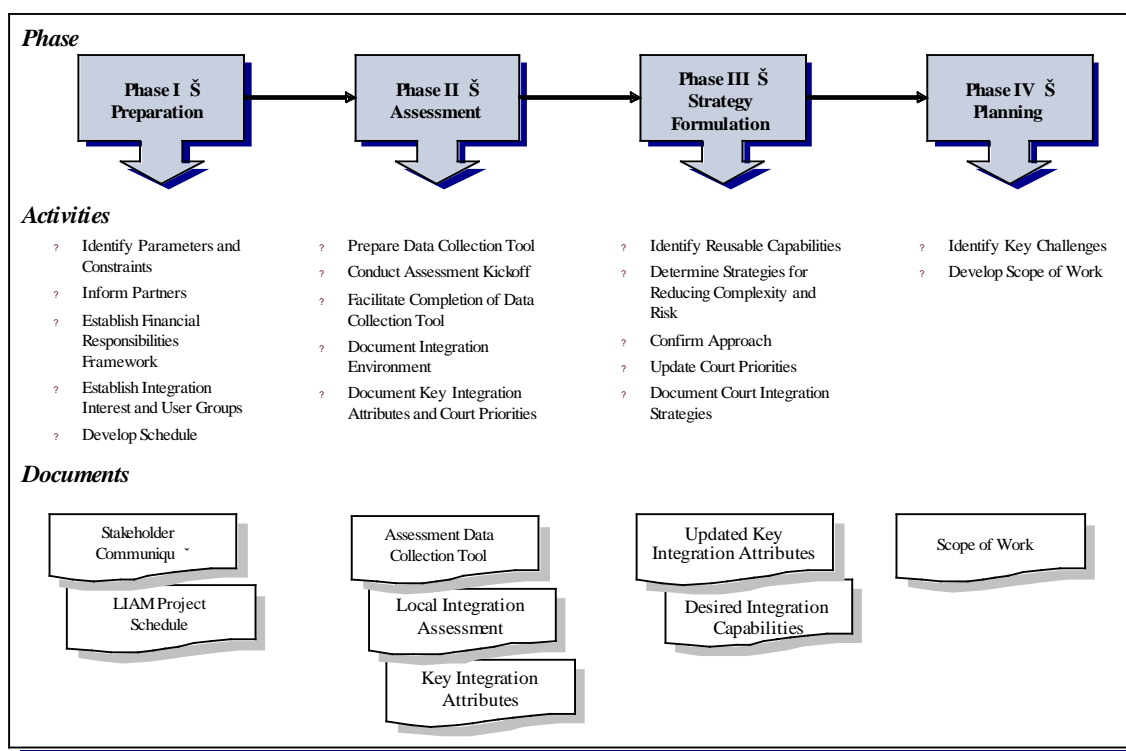 Phase
Phase I Š
Preparation
Phase II Š
Assessment
Phase III Š
Strategy
Formulation
Phase IV Š
Planning
Activities
? Identify Parameters and
Constraints
? Inform Partners
? Establish Financial
Responsibilities
Framework
? Establish Integration
Interest and User Groups
? Develop Schedule
? Prepare Data Collection Tool
? Conduct Assessment Kickoff
? Facilitate Completion of Data
Collection Tool
? Document Integration
Environment
? Document Key Integration
Attributes and Court Priorities
? Identify Reusable Capabilities
? Determine Strategies for
Reducing Complexity and
Risk
? Confirm Approach
? Update Court Priorities
? Document Court Integration
Strategies
? Identify Key Challenges
? Develop Scope of Work
Documents
Stakeholder
Communiqu ˇ
LIAM Project
Schedule
Assessment Data
Collection Tool
Local Integration
Assessment
Key Integration
Attributes
Updated Key
Integration Attributes
Desired Integration
Capabilities
Scope of Work